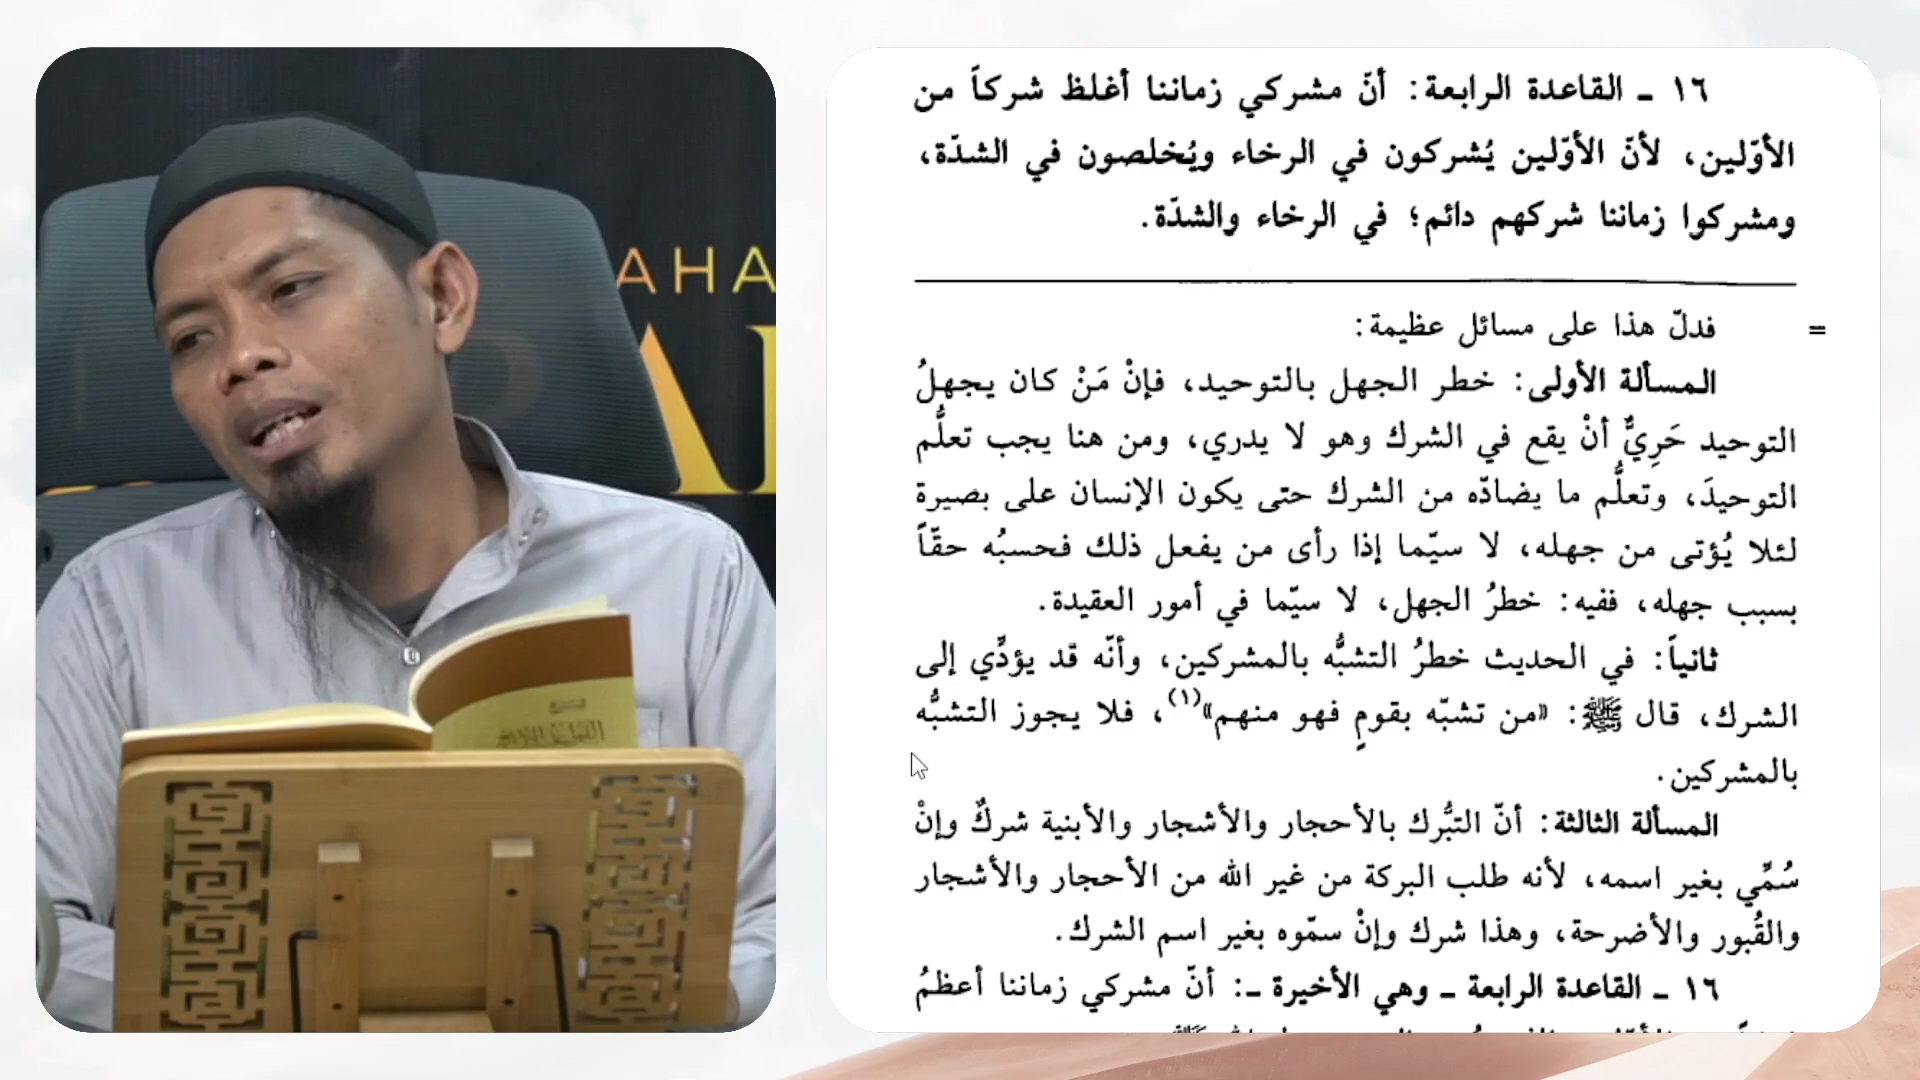 AHA
A
١٦ ـ القاعدة الرابعة: أنّ مشركي زماننا أغلظ شركاً من
الأوّلين، لأنّ الأوّلين يُشركون في الرخاء ويُخلصون في الشدّة،
ومشركوا زماننا شركهم دائم؛ في الرخاء والشدّة.
= فدلّ هذا على مسائل عظيمة:
المسألة الأولى: خطر الجهل بالتوحيد، فإنْ مَنْ كان يجهلُ
التوحيد حَرِيٌّ أنْ يقع في الشرك وهو لا يدري، ومن هنا يجب تعلُّم
التوحيدَ، وتعلُّم ما يضادّه من الشرك حتى يكون الإنسان على بصيرة
لئلا يُؤتى من جهله، لا سيّما إذا رأى من يفعل ذلك فحسبُه حقّاً
بسبب جهله، ففيه: خطرُ الجهل، لا سيّما في أمور العقيدة.
ثانياً: في الحديث خطرُ التشبُّه بالمشركين، وأنّه قد يؤدِّي إلى
الشرك، قال ﷺ: «من تشبّه بقومٍ فهو منهم»(١)، فلا يجوز التشبُّه
بالمشركين.
المسألة الثالثة: أنّ التبُّرك بالأحجار والأشجار والأبنية شركٌ وإنْ
سُمِّي بغير اسمه، لأنه طلب البركة من غير الله من الأحجار والأشجار
والقُبور والأضرحة، وهذا شرك وإنْ سمّوه بغير اسم الشرك.
١٦ ـ القاعدة الرابعة ـ وهي الأخيرة ـ: أنّ مشركي زماننا أعظمُ